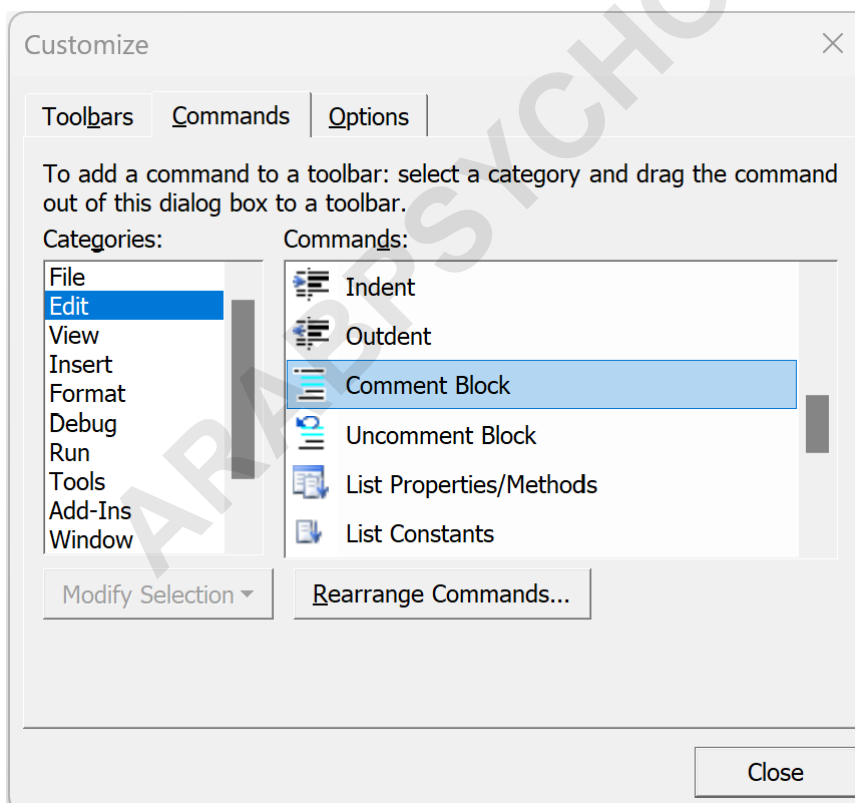 Customize
Toolbars
Commands
Options
To add a command to a toolbar: select a category and drag the command
out of this dialog box to a toolbar.
Categories:
Commands:
File
Edit
View
Insert
Format
Debug
Run
Tools
Add-Ins
Window
Indent
Outdent
Comment Block
Uncomment Block
List Properties/Methods
List Constants
Modify Selection
Rearrange Commands...
Close
ARABPSYCHO